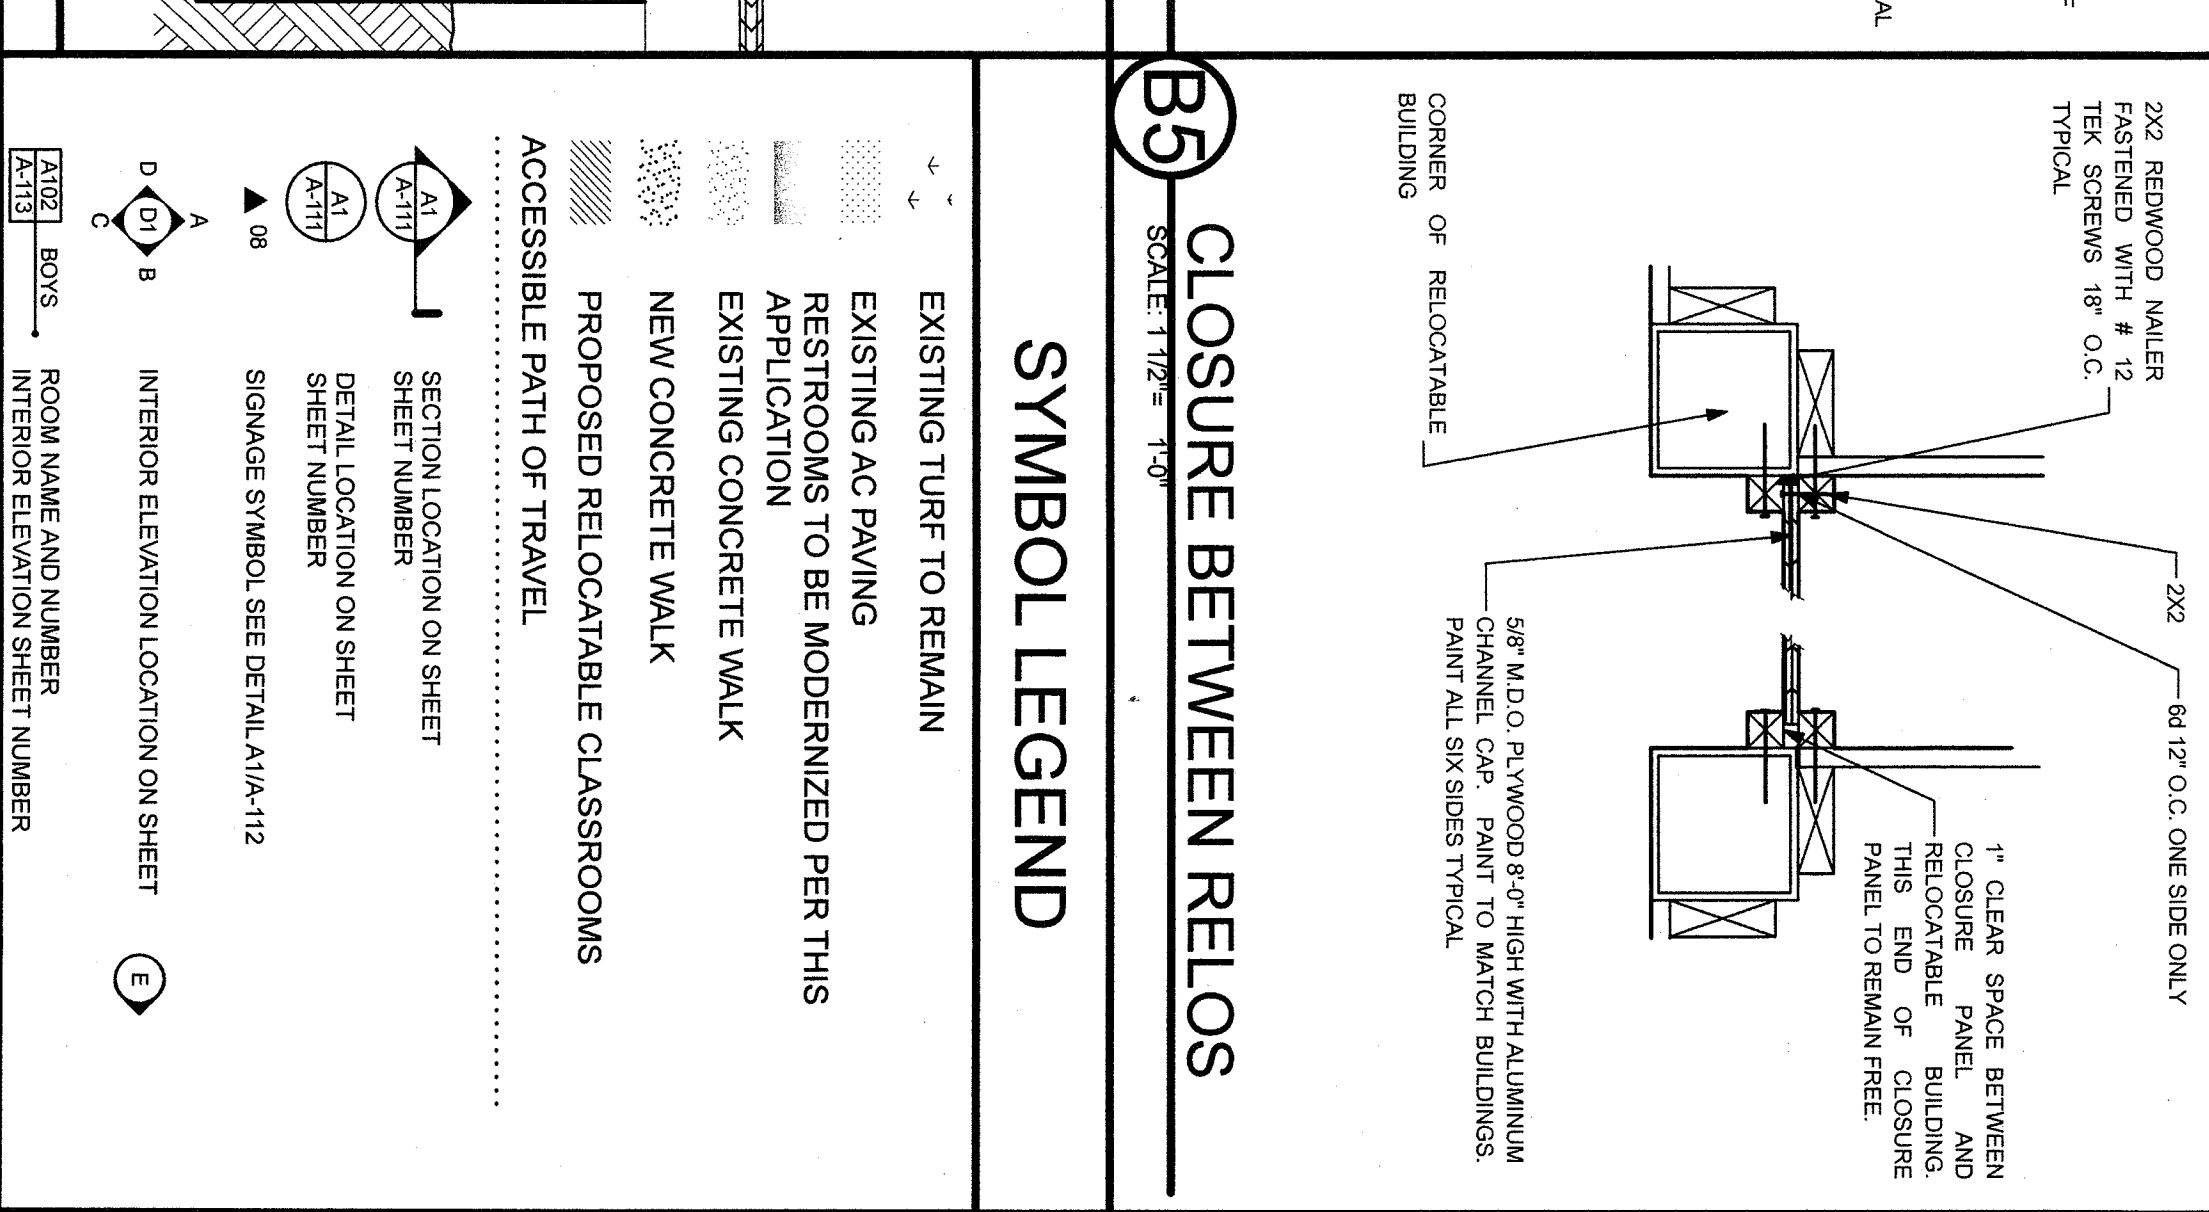 AL
2X2 REDWOOD NAILER
FASTENED WITH # 12
TEK SCREWS 18" O.C.
TYPICAL
2X2
6d 12" O.C. ONE SIDE ONLY
1" CLEAR SPACE BETWEEN
CLOSURE PANEL AND
RELOCATABLE BUILDING.
THIS END OF CLOSURE
PANEL TO REMAIN FREE.
CORNER OF RELOCATABLE
BUILDING
5/8" M.D.O. PLYWOOD 8'-0" HIGH WITH ALUMINUM
CHANNEL CAP. PAINT TO MATCH BUILDINGS.
PAINT ALL SIX SIDES TYPICAL
B5
CLOSURE BETWEEN RELOS
SCALE: 1 1/2"= 1'-0"
SYMBOL LEGEND
EXISTING TURF TO REMAIN
EXISTING AC PAVING
RESTROOMS TO BE MODERNIZED PER THIS
APPLICATION
EXISTING CONCRETE WALK
NEW CONCRETE WALK
PROPOSED RELOCATABLE CLASSROOMS
ACCESSIBLE PATH OF TRAVEL
A1
A-111
SECTION LOCATION ON SHEET
SHEET NUMBER
A1
A-111
DETAIL LOCATION ON SHEET
SHEET NUMBER
08
SIGNAGE SYMBOL SEE DETAIL A1/A-112
A
D D1 B
C
INTERIOR ELEVATION LOCATION ON SHEET
E
A102 BOYS
A-113
ROOM NAME AND NUMBER
INTERIOR ELEVATION SHEET NUMBER